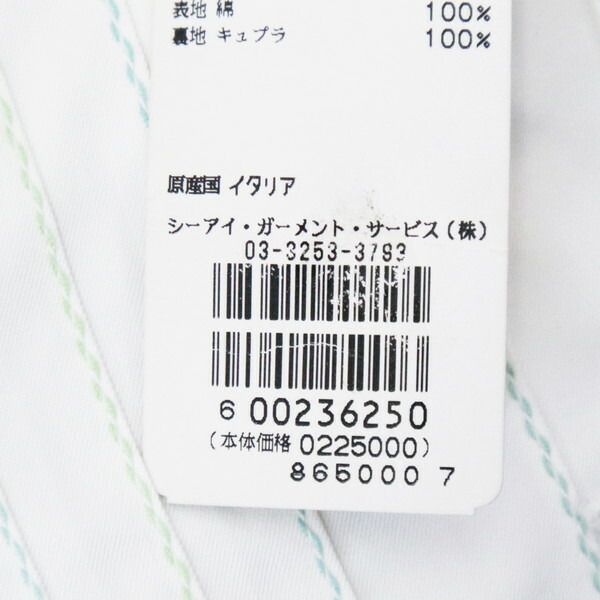 表地 綿 100%
裏地 キュプラ 100%
原産国 イタリア
シーアイ・ガーメント・サービス(株)
03-3253-3793
6 00236250
(本体価格 0225000)
865000 7